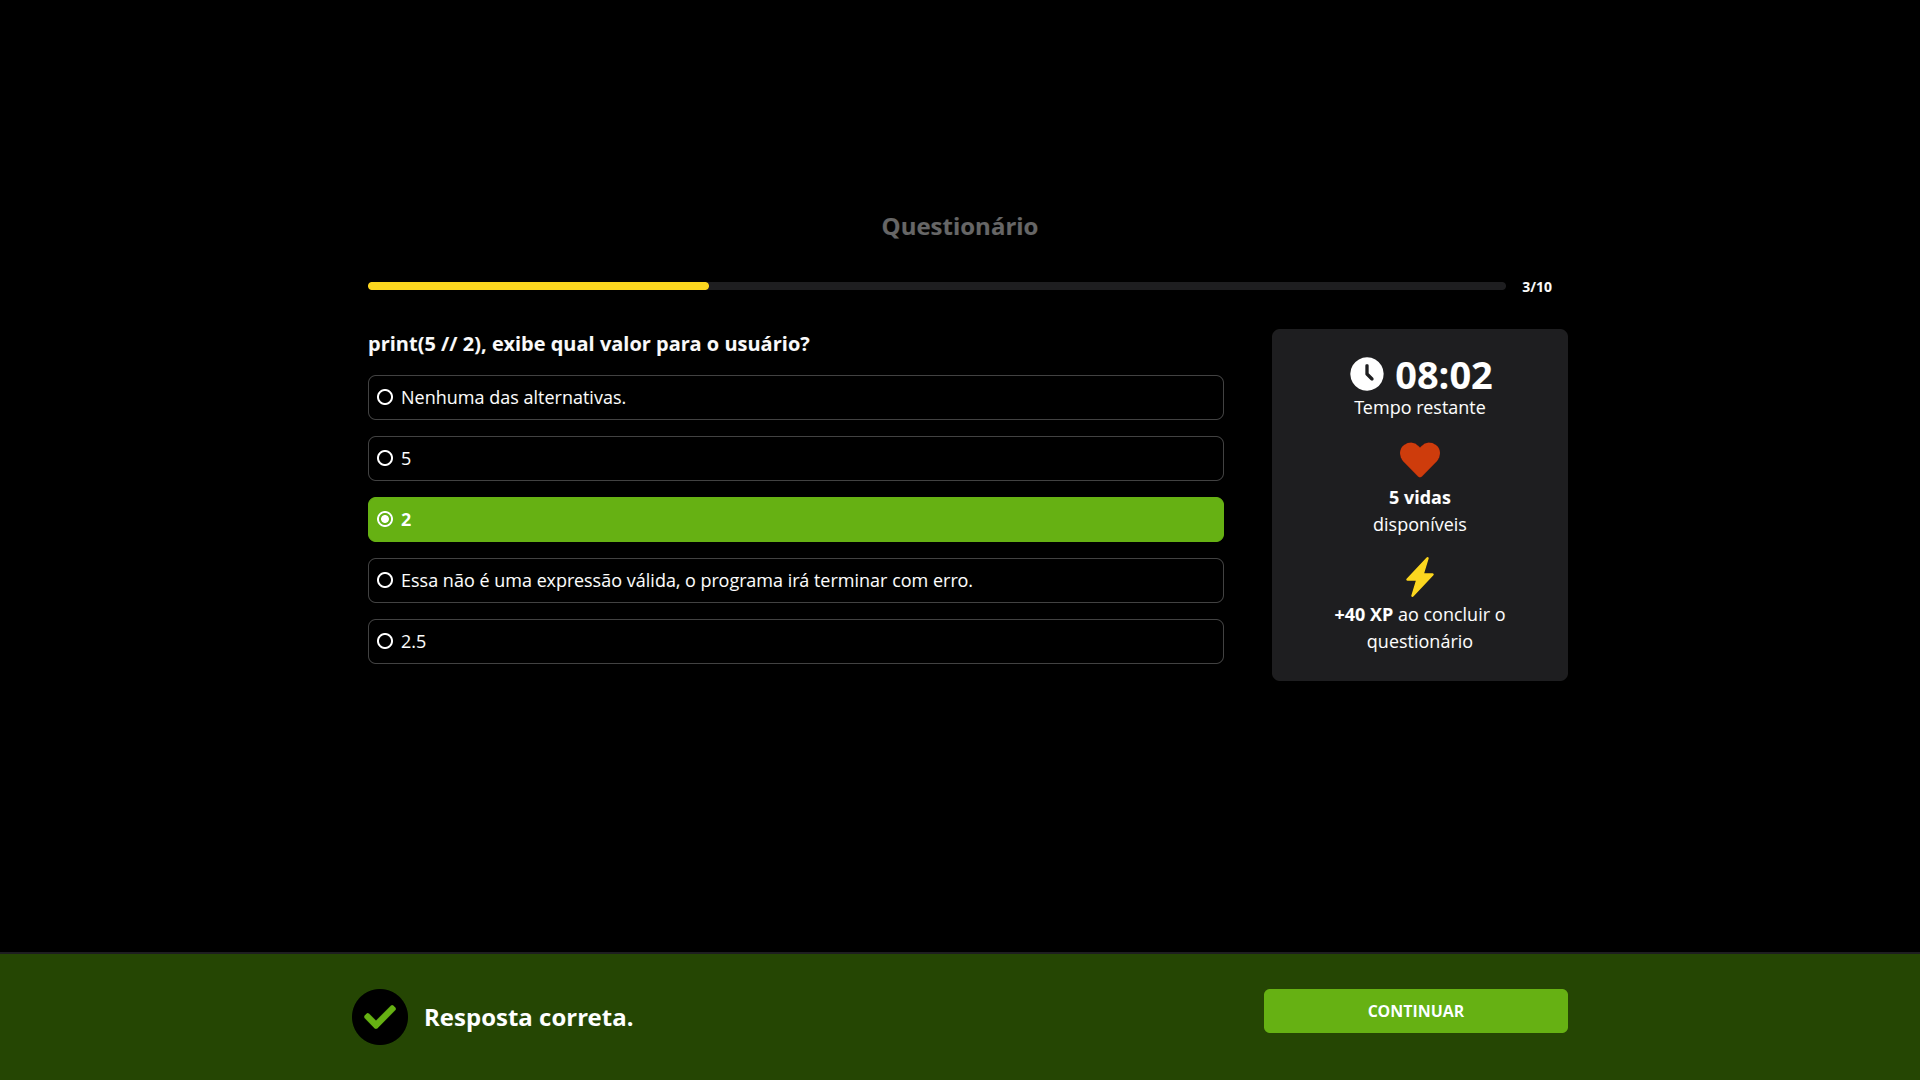 Questionário
3/10
print(5 // 2), exibe qual valor para o usuário?
Nenhuma das alternativas.
5
2
Essa não é uma expressão válida, o programa irá terminar com erro.
2.5
08:02
Tempo restante
5 vidas
disponíveis
+40 XP ao concluir o
questionário
Resposta correta.
CONTINUAR